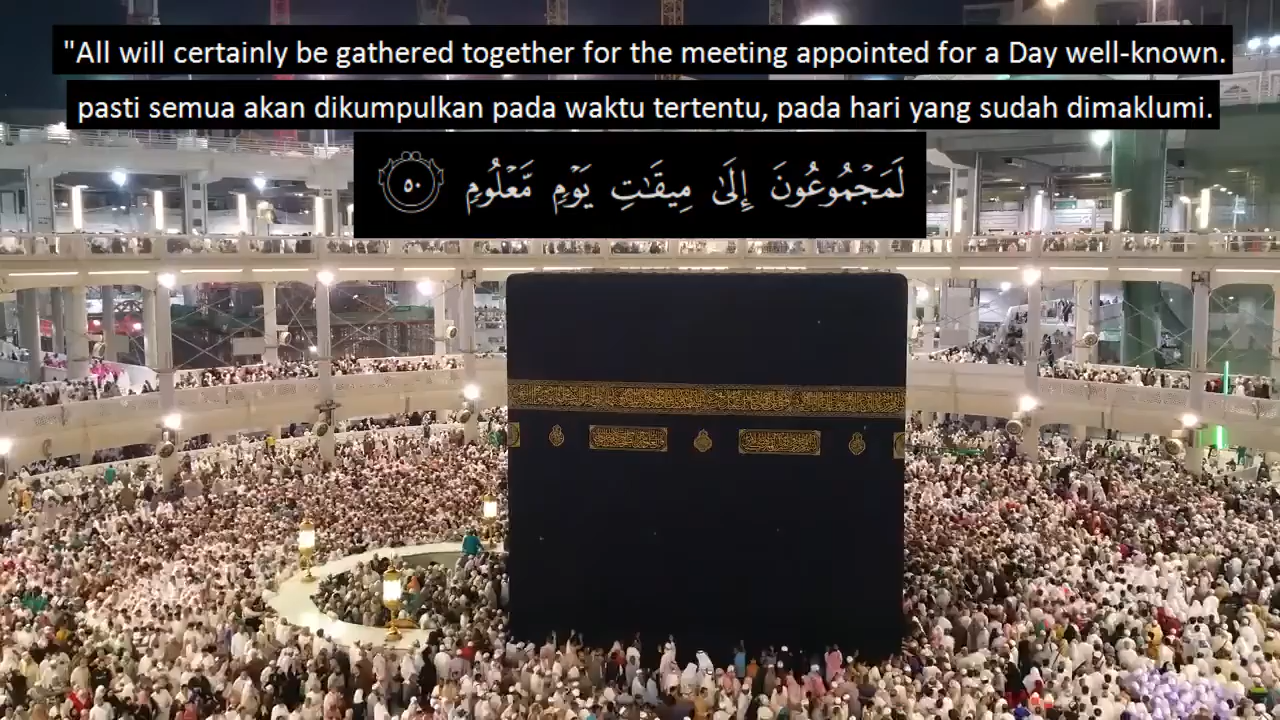 "All will certainly be gathered together for the meeting appointed for a Day well-known.
pasti semua akan dikumpulkan pada waktu tertentu, pada hari yang sudah dimaklumi.
لَمَجْمُوعُونَ إِلَىٰ مِيقَـٰتِ يَوْمٍ مَّعْلُومٍ ٥٠